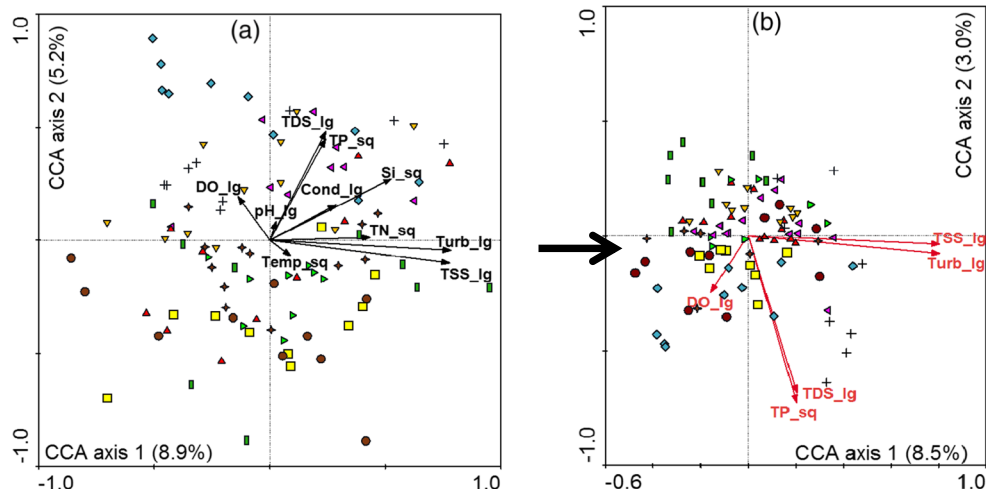 1.0
(a)
CCA axis 2 (5.2%)
TDS_lg
TP_sq
Si_sq
DO_lg
Cond_lg
pH_lg
TN_sq
Turb_lg
Temp_sq
TSS_lg
CCA axis 1 (8.9%)
-1.0
-1.0
1.0
1.0
(b)
CCA axis 2 (3.0%)
TSS_lg
Turb_lg
DO_lg
TDS_lg
TP_sq
CCA axis 1 (8.5%)
-1.0
-0.6
1.0